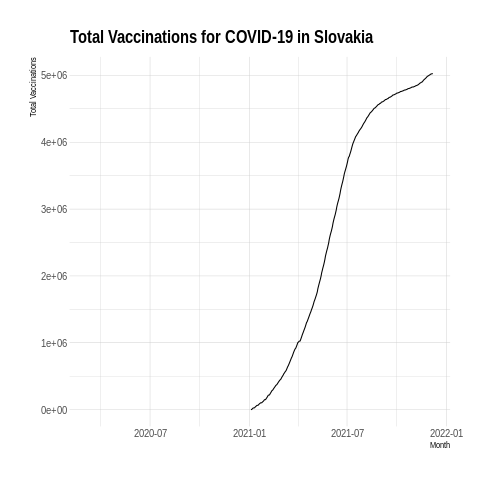 Total Vaccinations for COVID-19 in Slovakia
Total Vaccinations
5e+06
4e+06
3e+06
2e+06
1e+06
0e+00
2020-07 2021-01 2021-07 2022-01
Month